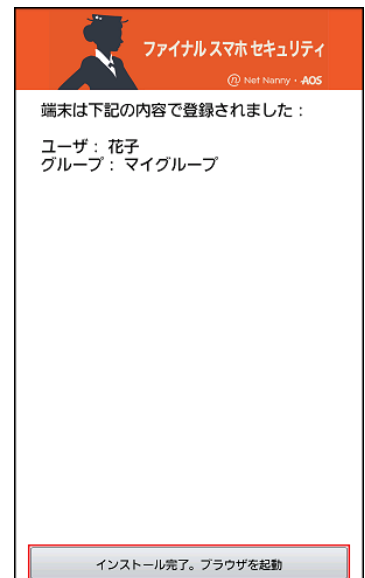 ファイナル スマホ セキュリティ
n Net Nanny・AOS
端末は下記の内容で登録されました：
ユーザ： 花子
グループ： マイグループ
インストール完了。ブラウザを起動